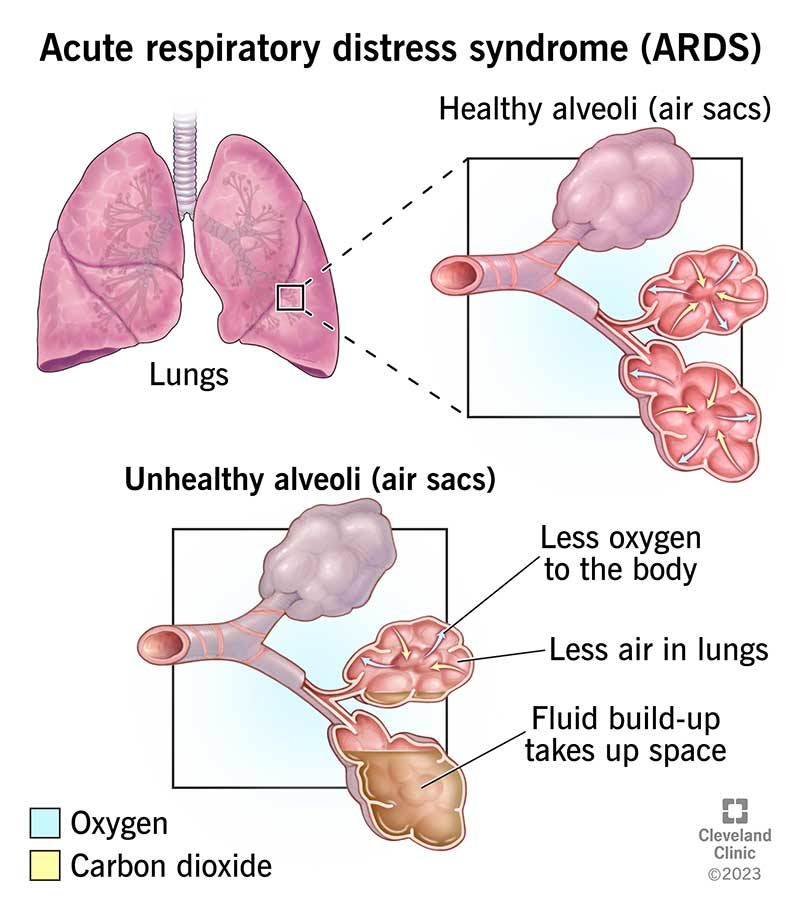 Acute respiratory distress syndrome (ARDS)
Healthy alveoli (air sacs)
Lungs
Unhealthy alveoli (air sacs)
Less oxygen
to the body
Less air in lungs
Fluid build-up
takes up space
Oxygen
Carbon dioxide
Cleveland
Clinic
©2023